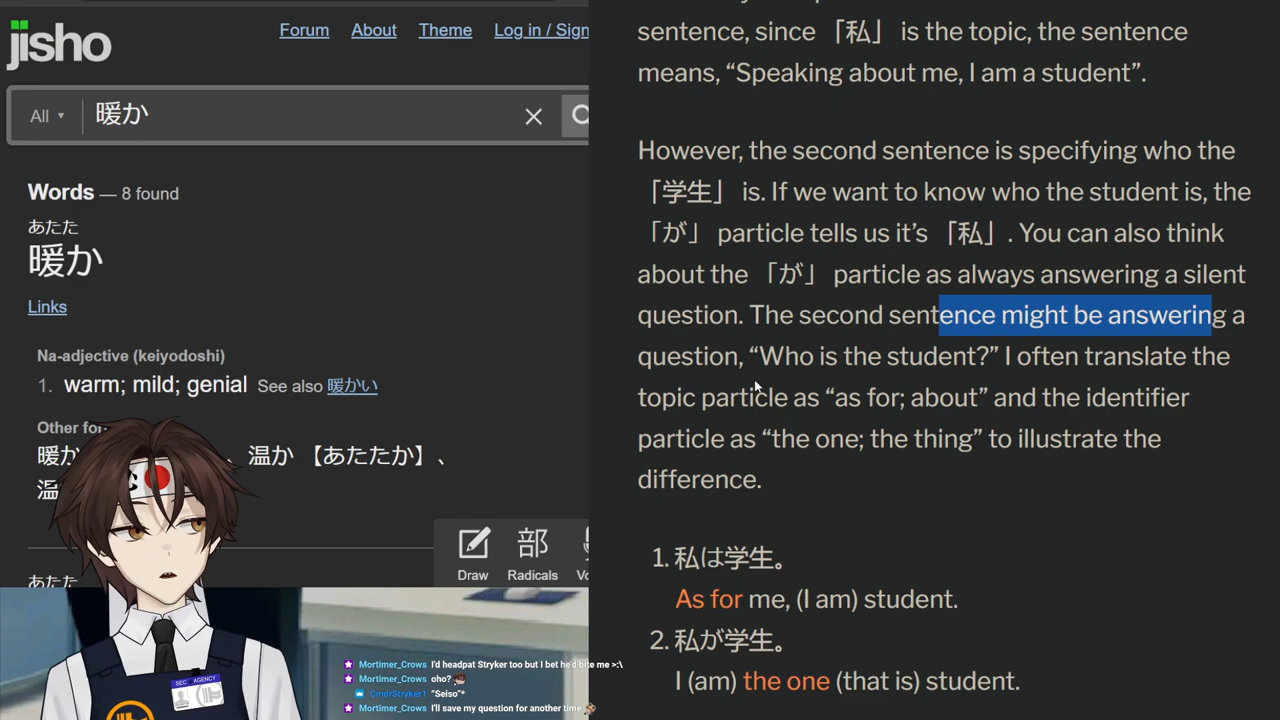 jisho
Forum About Theme Log in / Sign
All 暖か
Words — 8 found
あたた
暖か
Links
Na-adjective (keiyodoshi)
1. warm; mild; genial See also 暖かい
Other for
暖か 、温か 【あたたか】、
温
Draw Radicals Vo
あたた
SEC AGENCY
Mortimer_Crows I'd headpat Stryker too but I bet he'd bite me >:\
Mortimer_Crows oho?
CmdrStryker1 "Seiso"*
Mortimer_Crows I'll save my question for another time
sentence, since 「私」 is the topic, the sentence
means, “Speaking about me, I am a student”.
However, the second sentence is specifying who the
「学生」 is. If we want to know who the student is, the
「が」 particle tells us it’s 「私」. You can also think
about the 「が」 particle as always answering a silent
question. The second sentence might be answering a
question, “Who is the student?” I often translate the
topic particle as “as for; about” and the identifier
particle as “the one; the thing” to illustrate the
difference.
1. 私は学生。
As for me, (I am) student.
2. 私が学生。
I (am) the one (that is) student.